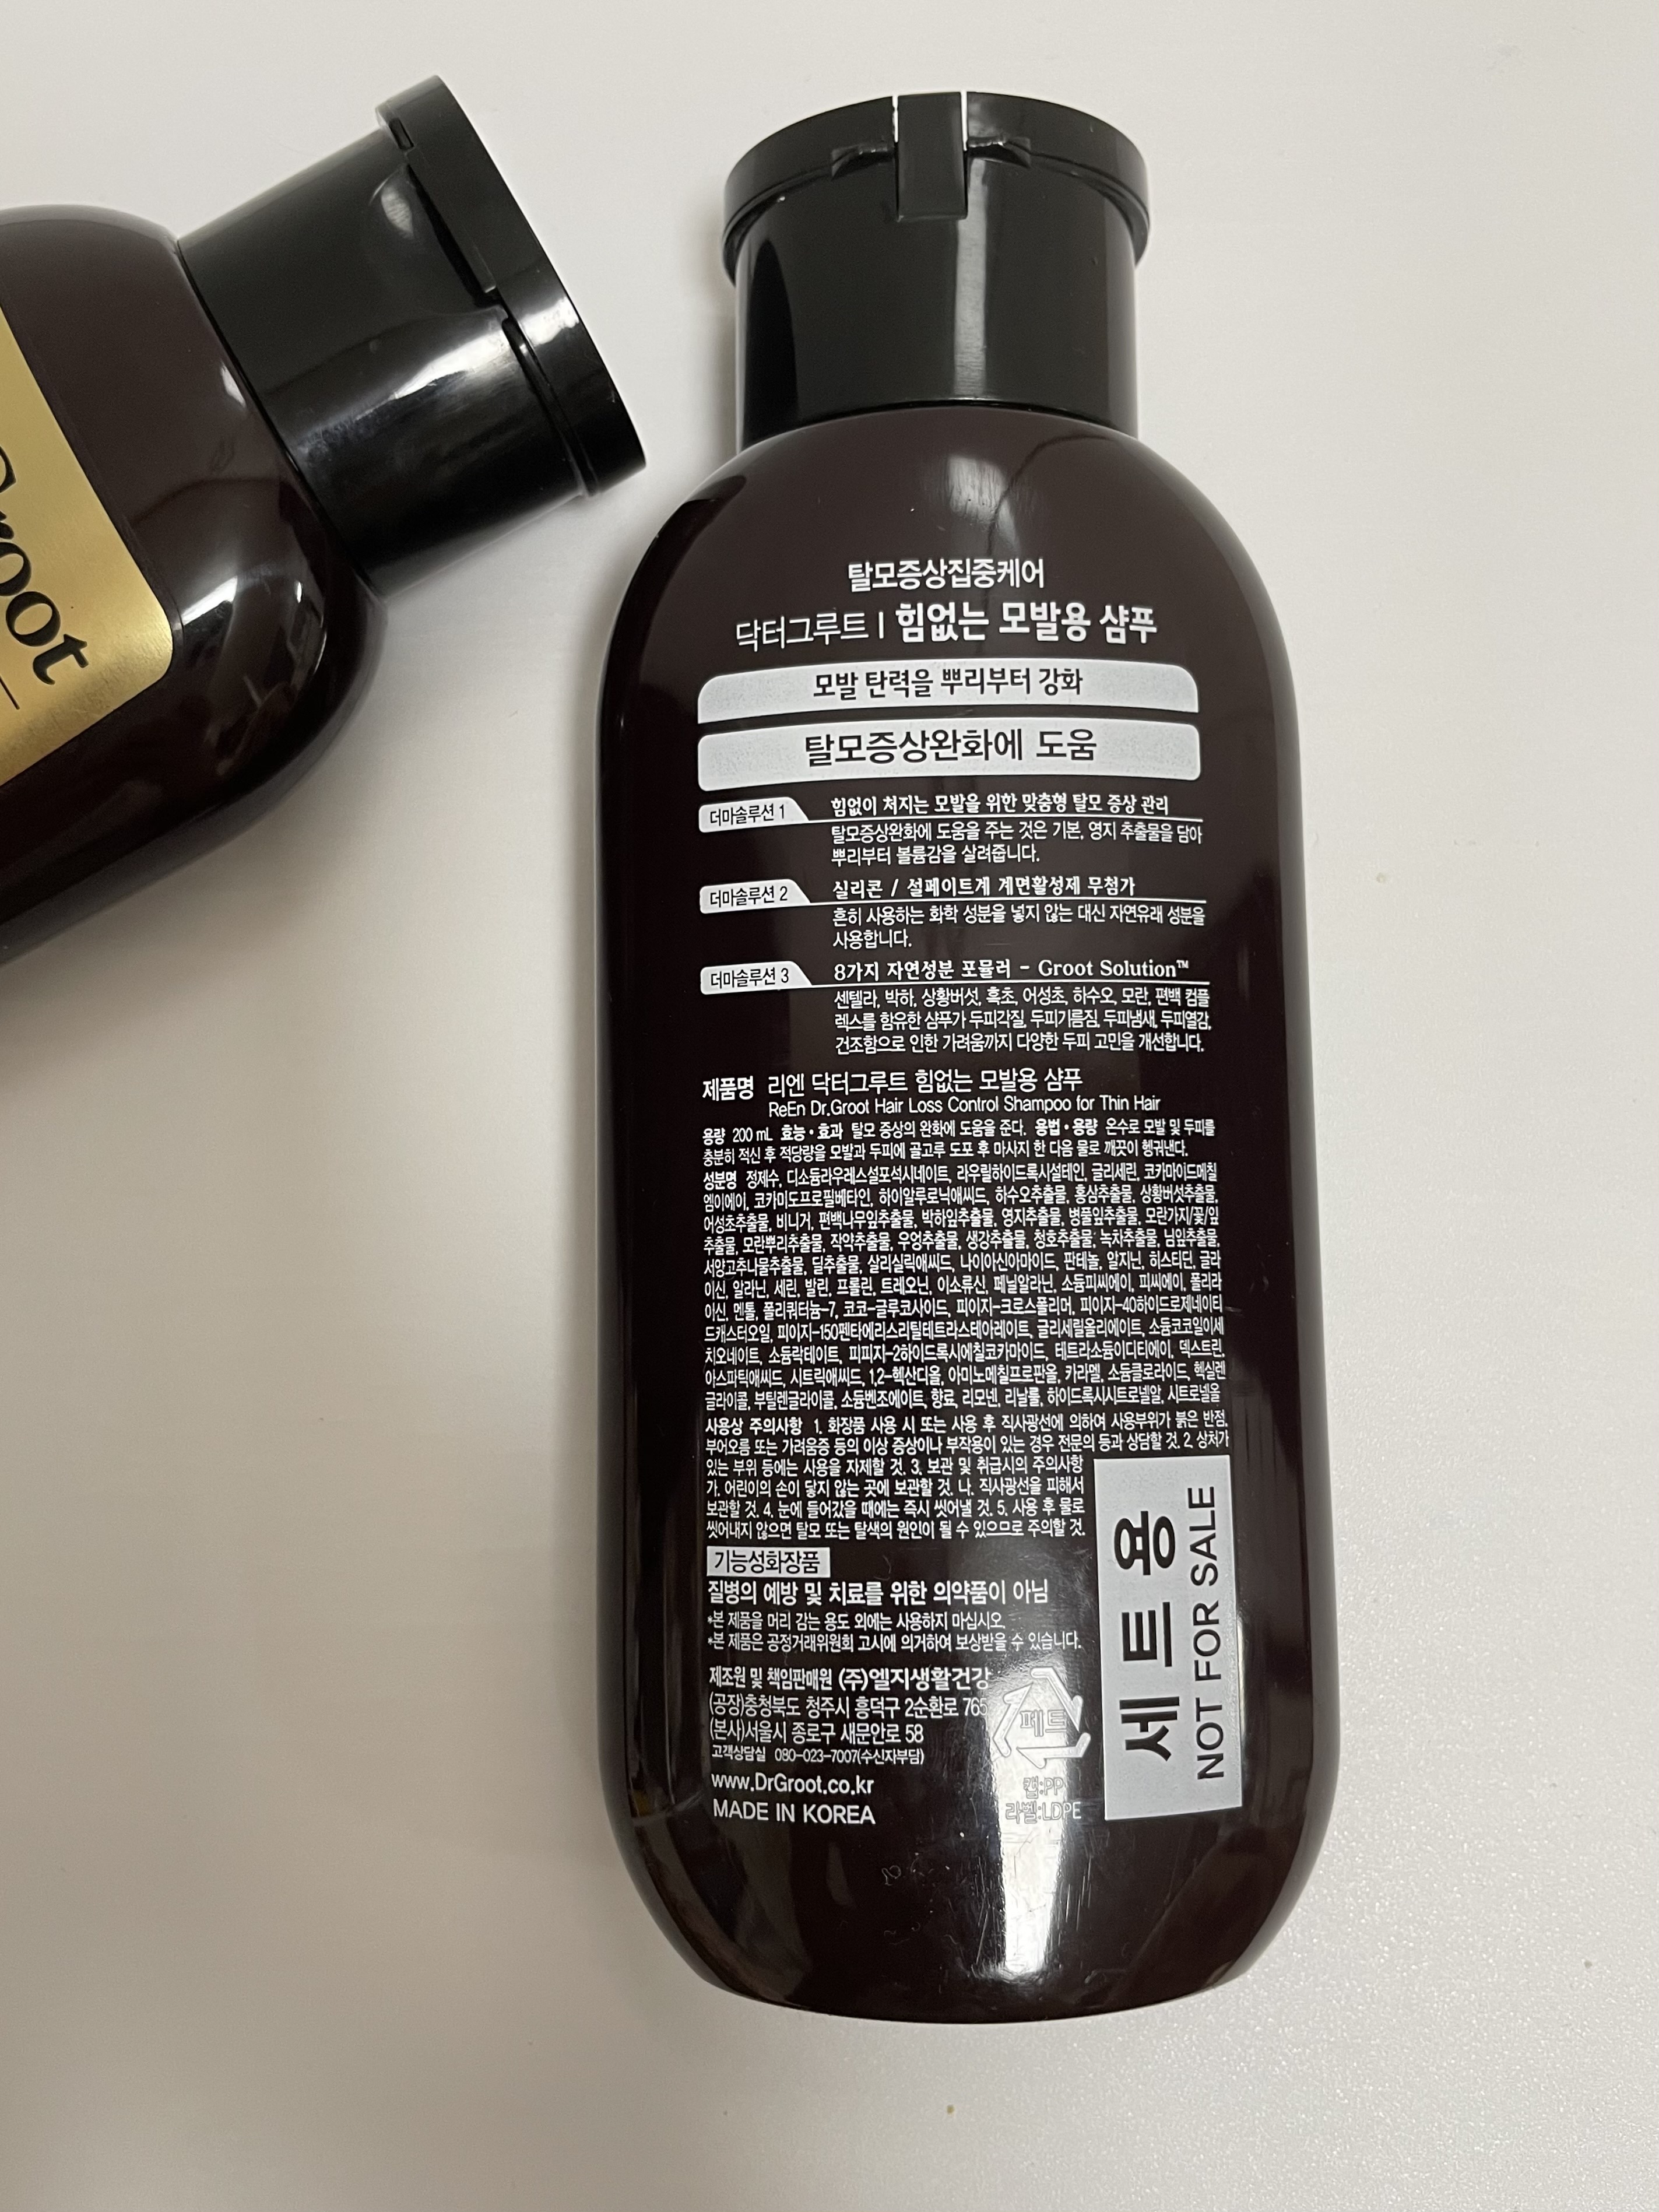 Groot
탈모증상집중케어
닥터그루트 | 힘없는 모발용 샴푸
모발 탄력을 뿌리부터 강화
탈모증상완화에 도움
더마솔루션 1 힘없이 처지는 모발을 위한 맞춤형 탈모 증상 관리
탈모증상완화에 도움을 주는 것은 기본, 영지 추출물을 담아
뿌리부터 볼륨감을 살려줍니다.
더마솔루션 2 실리콘 / 설페이트계 계면활성제 무첨가
흔히 사용하는 화학 성분을 넣지 않는 대신 자연유래 성분을
사용합니다.
더마솔루션 3 8가지 자연성분 포뮬러 - Groot Solution™
센텔라, 박하, 상황버섯, 흑초, 어성초, 하수오, 모란, 편백 컴플
렉스를 함유한 샴푸가 두피각질, 두피기름짐, 두피냄새, 두피열감,
건조함으로 인한 가려움까지 다양한 두피 고민을 개선합니다.
제품명 리엔 닥터그루트 힘없는 모발용 샴푸
ReEn Dr.Groot Hair Loss Control Shampoo for Thin Hair
용량 200 mL 효능·효과 탈모 증상의 완화에 도움을 준다. 용법·용량 온수로 모발 및 두피를
충분히 적신 후 적당량을 모발과 두피에 골고루 도포 후 마사지 한 다음 물로 깨끗이 헹궈낸다.
성분명 정제수, 디소듐라우레스설포석시네이트, 라우릴하이드록시설테인, 글리세린, 코카마이드메칠
엠이에이, 코카미도프로필베타인, 하이알루로닉애씨드, 하수오추출물, 홍삼추출물, 상황버섯추출물,
어성초추출물, 비니거, 편백나무잎추출물, 박하잎추출물, 영지추출물, 병풀잎추출물, 모란가지/꽃/잎
추출물, 모란뿌리추출물, 작약추출물, 우엉추출물, 생강추출물, 청호추출물, 녹차추출물, 님잎추출물,
서양고추나물추출물, 딜추출물, 살리실릭애씨드, 나이아신아마이드, 판테놀, 알지닌, 히스티딘, 글라
이신, 알라닌, 세린, 발린, 프롤린, 트레오닌, 이소류신, 페닐알라닌, 소듐피씨에이, 피씨에이, 폴리라
이신, 멘톨, 폴리쿼터늄-7, 코코-글루코사이드, 피이지-크로스폴리머, 피이지-40하이드로제네이티
드캐스터오일, 피이지-150펜타에리스리틸테트라스테아레이트, 글리세릴올리에이트, 소듐코코일이세
치오네이트, 소듐락테이트, 피피지-2하이드록시에칠코카마이드, 테트라소듐이디티에이, 덱스트린,
아스파틱애씨드, 시트릭애씨드, 1,2-헥산디올, 아미노메칠프로판올, 카라멜, 소듐클로라이드, 헥실렌
글라이콜, 부틸렌글라이콜, 소듐벤조에이트, 향료, 리모넨, 리날룰, 하이드록시시트로넬알, 시트로넬올
사용상 주의사항 1. 화장품 사용 시 또는 사용 후 직사광선에 의하여 사용부위가 붉은 반점,
부어오름 또는 가려움증 등의 이상 증상이나 부작용이 있는 경우 전문의 등과 상담할 것. 2. 상처가
있는 부위 등에는 사용을 자제할 것. 3. 보관 및 취급시의 주의사항
가. 어린이의 손이 닿지 않는 곳에 보관할 것. 나. 직사광선을 피해서
보관할 것. 4. 눈에 들어갔을 때에는 즉시 씻어낼 것. 5. 사용 후 물로
씻어내지 않으면 탈모 또는 탈색의 원인이 될 수 있으므로 주의할 것.
기능성화장품
질병의 예방 및 치료를 위한 의약품이 아님
*본 제품을 머리 감는 용도 외에는 사용하지 마십시오.
*본 제품은 공정거래위원회 고시에 의거하여 보상받을 수 있습니다.
제조원 및 책임판매원 (주)엘지생활건강
(공장)충청북도 청주시 흥덕구 2순환로 765
(본사)서울시 종로구 새문안로 58
고객상담실 080-023-7007(수신자부담)
www.DrGroot.co.kr
MADE IN KOREA
페트
캡:PP
라벨:LDPE
세트용
NOT FOR SALE